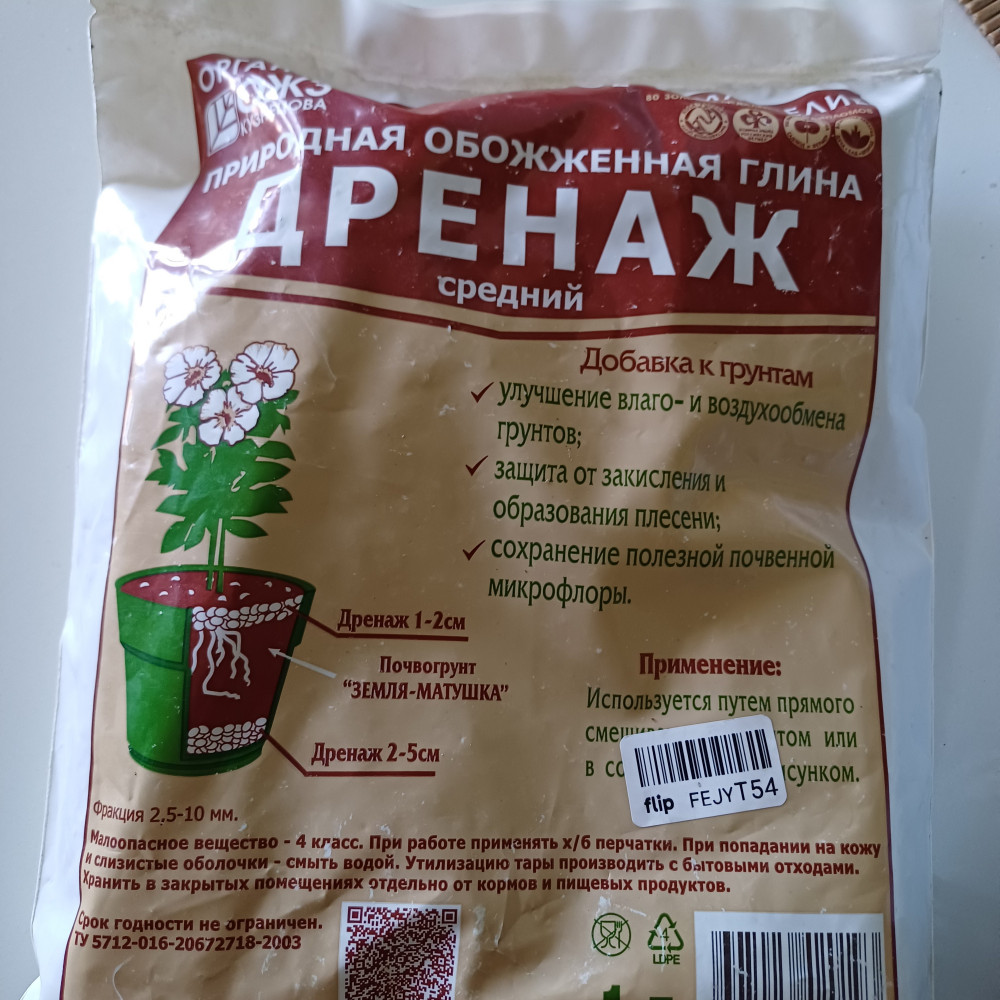 ПРИРОДНАЯ ОБОЖЖЕННАЯ ГЛИНА
ДРЕНАЖ
средний
Добавка к грунтам
улучшение влаго- и воздухообмена
грунтов;
защита от закисления и
образования плесени;
сохранение полезной почвенной
микрофлоры.
Дренаж 1-2см
Почвогрунт
“ЗЕМЛЯ-МАТУШКА”
Дренаж 2-5см
Применение:
Используется путем прямого
или
в
flip FEJYT54
Фракция 2,5-10 мм.
Малоопасное вещество - 4 класс. При работе применять х/б перчатки. При попадании на кожу
и слизистые оболочки - смыть водой. Утилизацию тары производить с бытовыми отходами.
Хранить в закрытых помещениях отдельно от кормов и пищевых продуктов.
Срок годности не ограничен.
ТУ 5712-016-20672718-2003
4
LDPE